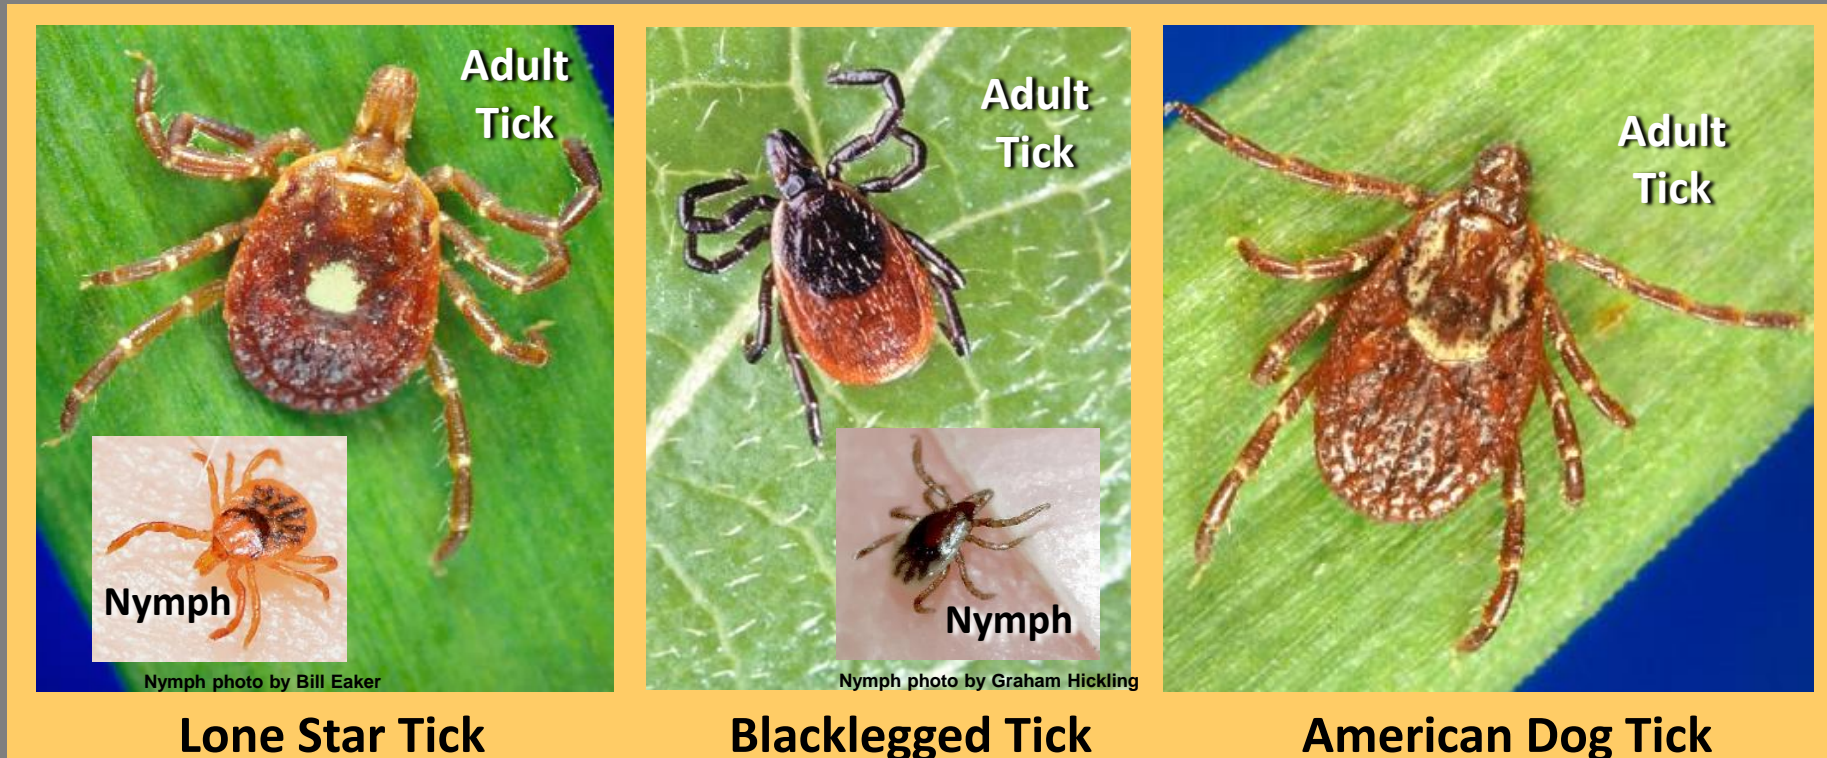 Adult
Tick
Nymph
Nymph photo by Bill Eaker
Lone Star Tick
Adult
Tick
Nymph
Nymph photo by Graham Hickling
Blacklegged Tick
Adult
Tick
American Dog Tick